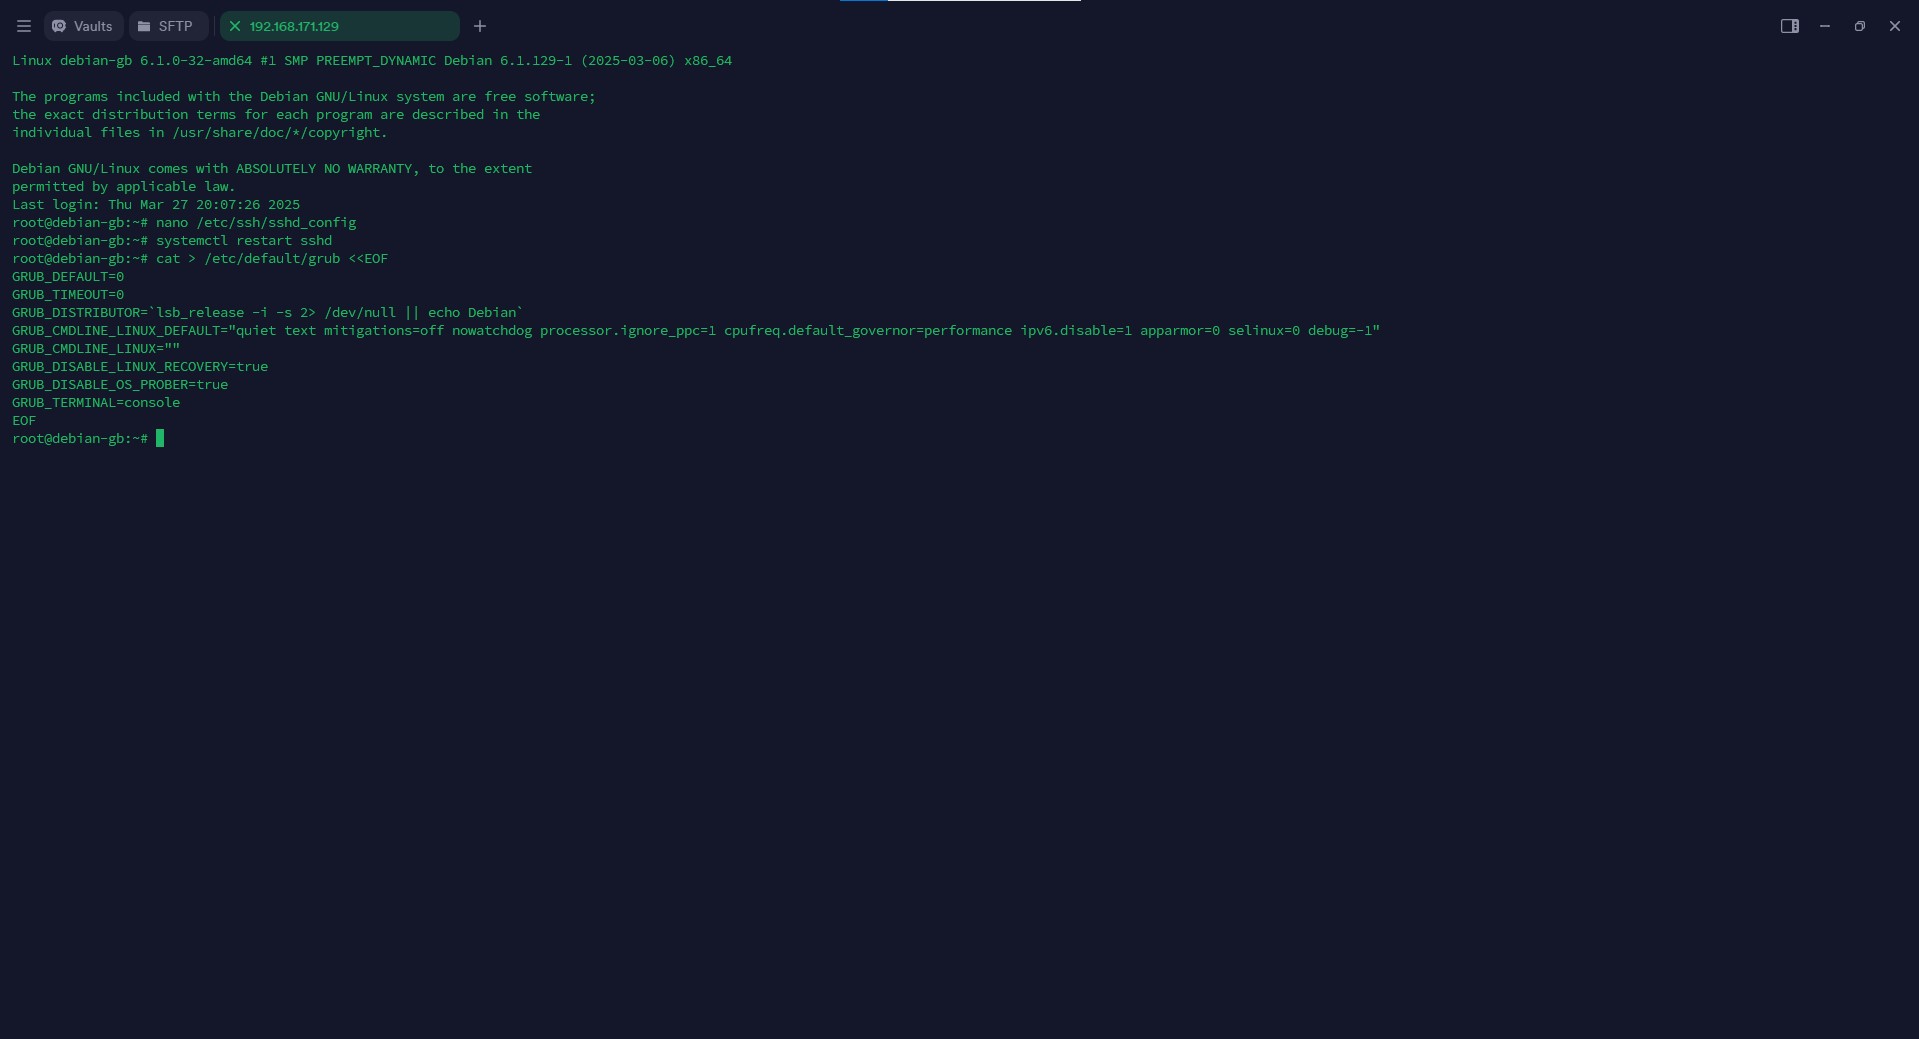 Vaults
SFTP
192.168.171.129
Linux debian-gb 6.1.0-32-amd64 #1 SMP PREEMPT_DYNAMIC Debian 6.1.129-1 (2025-03-06) x86_64
The programs included with the Debian GNU/Linux system are free software;
the exact distribution terms for each program are described in the
individual files in /usr/share/doc/*/copyright.
Debian GNU/Linux comes with ABSOLUTELY NO WARRANTY, to the extent
permitted by applicable law.
Last login: Thu Mar 27 20:07:26 2025
root@debian-gb:~# nano /etc/ssh/sshd_config
root@debian-gb:~# systemctl restart sshd
root@debian-gb:~# cat > /etc/default/grub <<EOF
GRUB_DEFAULT=0
GRUB_TIMEOUT=0
GRUB_DISTRIBUTOR=`lsb_release -i -s 2> /dev/null || echo Debian`
GRUB_CMDLINE_LINUX_DEFAULT="quiet text mitigations=off nowatchdog processor.ignore_ppc=1 cpufreq.default_governor=performance ipv6.disable=1 apparmor=0 selinux=0 debug=-1"
GRUB_CMDLINE_LINUX=""
GRUB_DISABLE_LINUX_RECOVERY=true
GRUB_DISABLE_OS_PROBER=true
GRUB_TERMINAL=console
EOF
root@debian-gb:~#